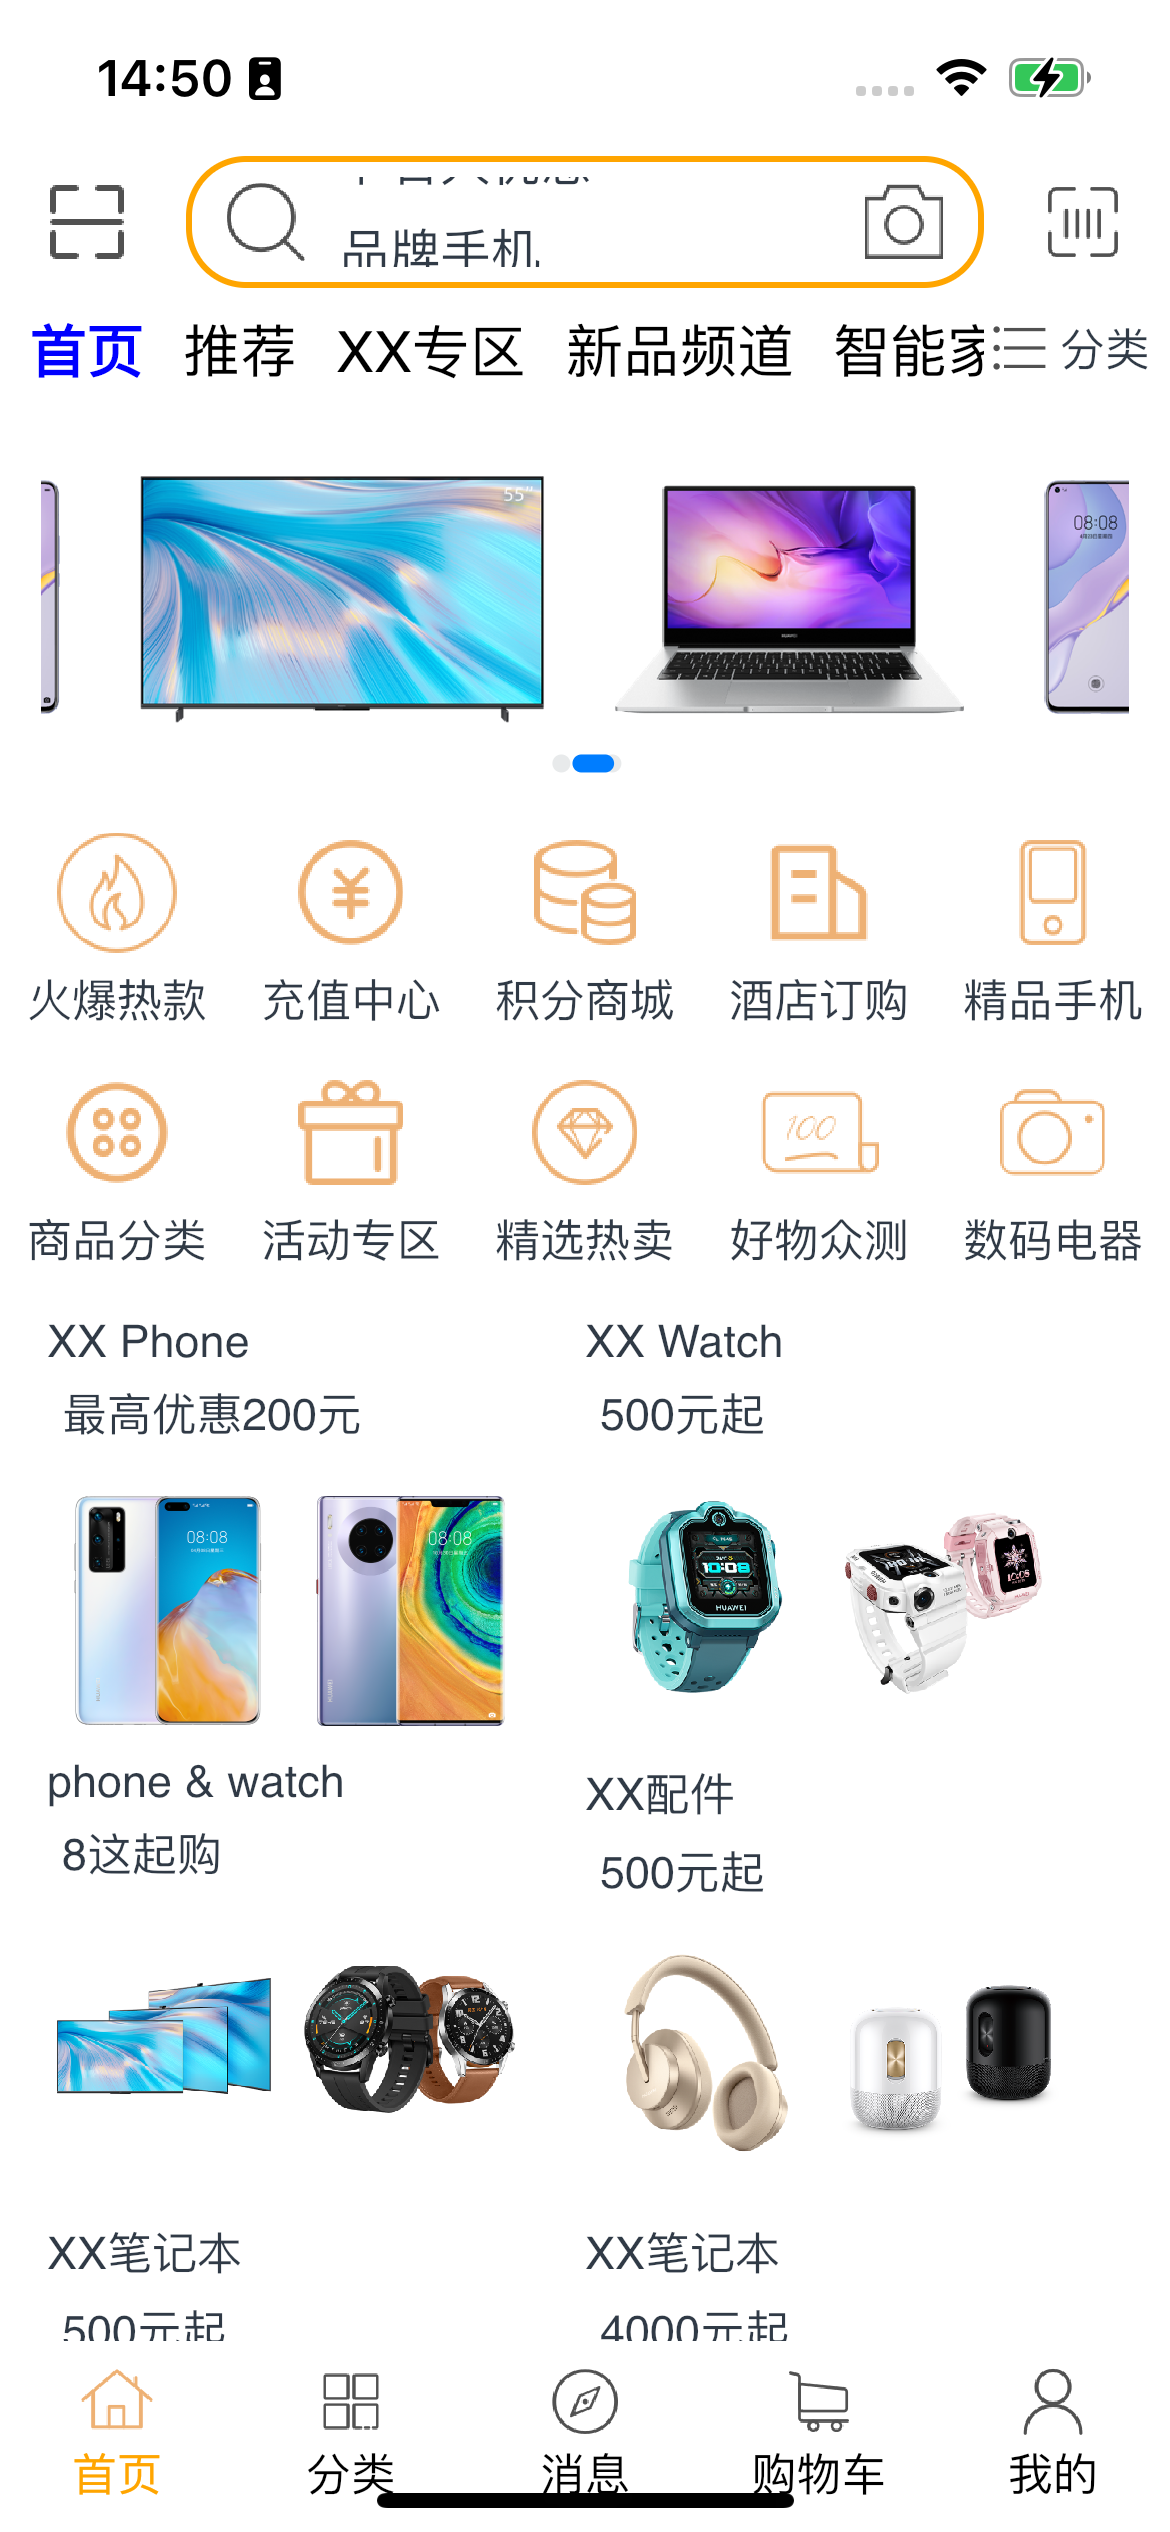 14:50
品牌手机
首页 推荐 XX专区 新品频道 智能家 分类
55"
08:08
火爆热款 充值中心 积分商城 酒店订购 精品手机
100
商品分类 活动专区 精选热卖 好物众测 数码电器
XX Phone XX Watch
最高优惠200元 500元起
08:08 08:08
10:08
HUAWEI
phone & watch XX配件
8这起购 500元起
XX笔记本 XX笔记本
500元起 4000元起
首页 分类 消息 购物车 我的